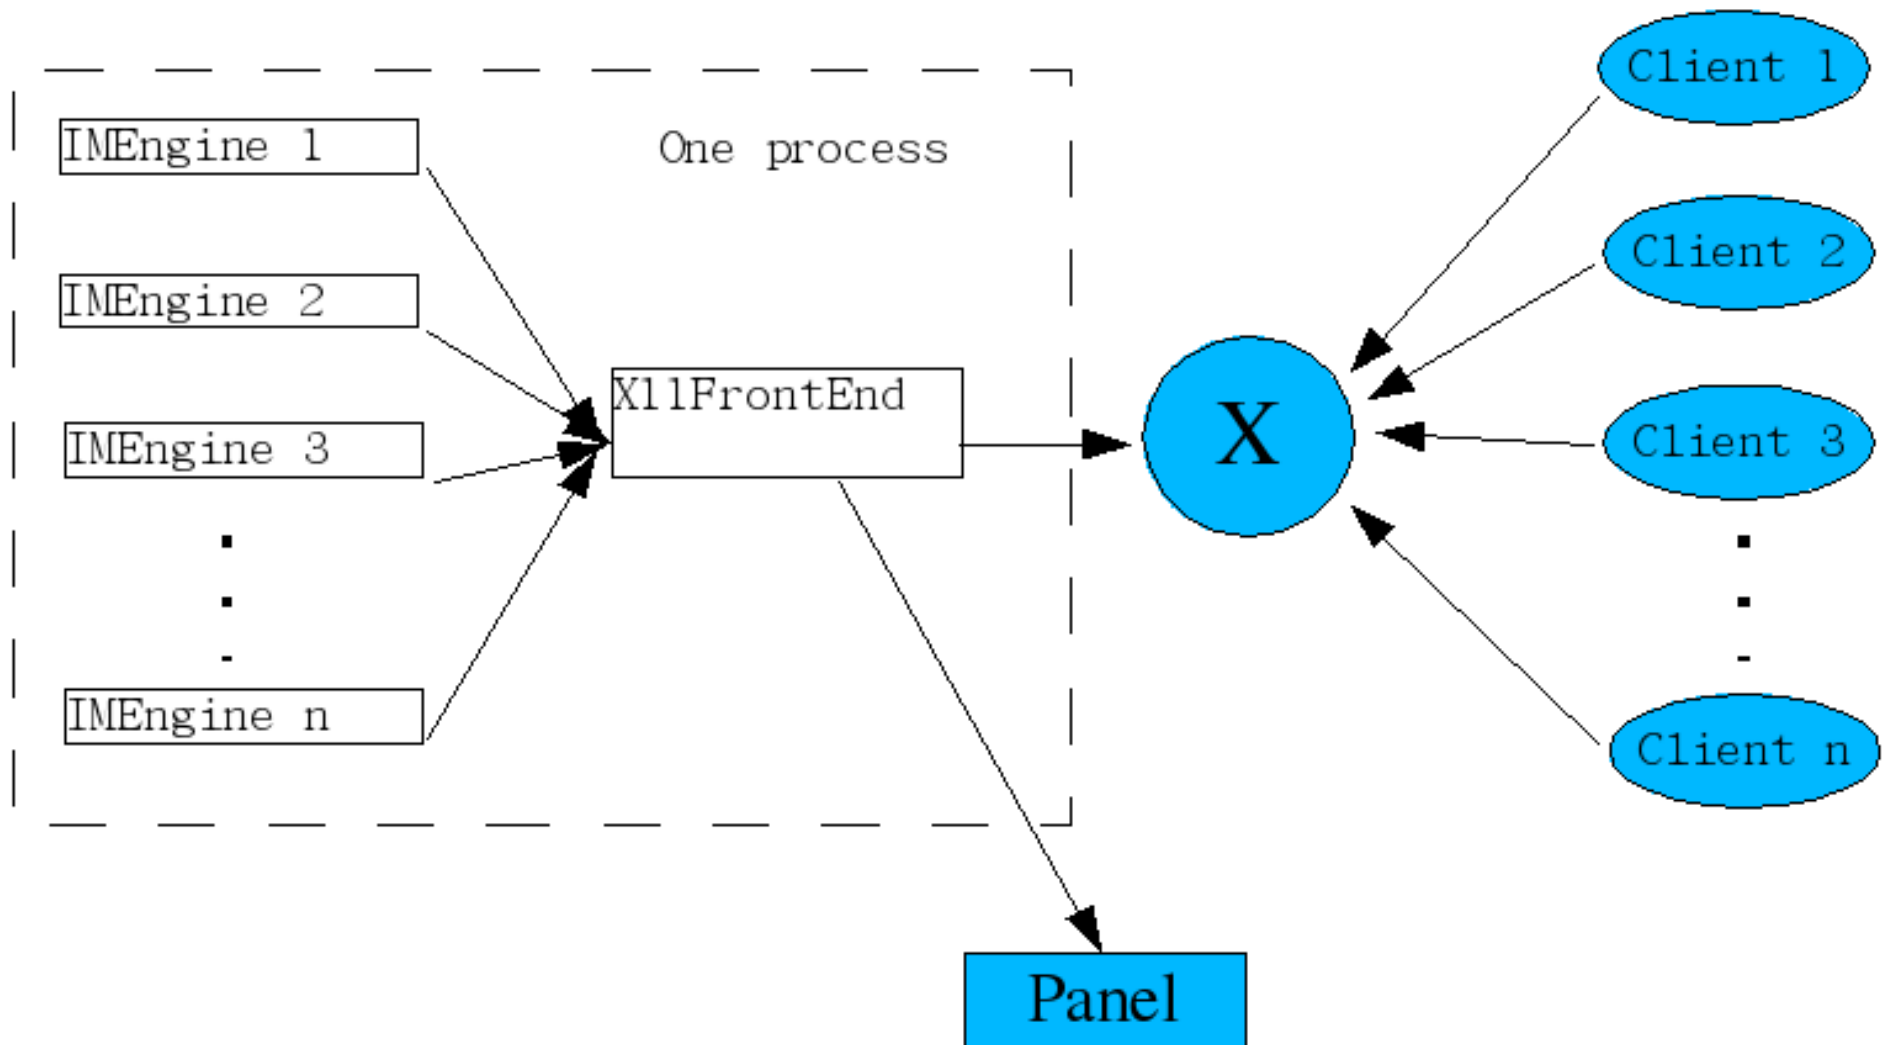 Client 1
IMEngine 1
One process
Client 2
IMEngine 2
X11FrontEnd
X
IMEngine 3
Client 3
IMEngine n
Client n
Panel